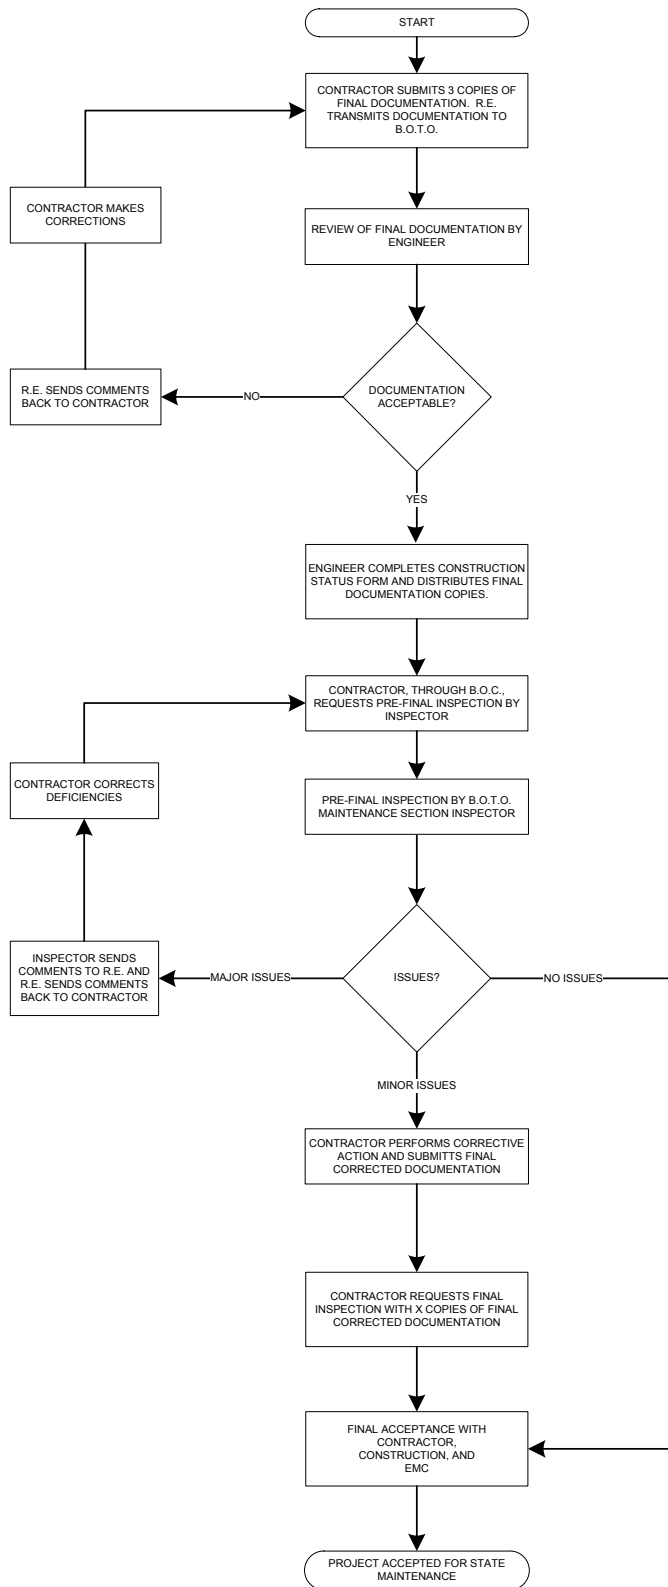 START
CONTRACTOR SUBMITS 3 COPIES OF
FINAL DOCUMENTATION. R.E.
TRANSMITS DOCUMENTATION TO
B.O.T.O.
CONTRACTOR MAKES
CORRECTIONS
REVIEW OF FINAL DOCUMENTATION BY
ENGINEER
R.E. SENDS COMMENTS
BACK TO CONTRACTOR
NO
DOCUMENTATION
ACCEPTABLE?
YES
ENGINEER COMPLETES CONSTRUCTION
STATUS FORM AND DISTRIBUTES FINAL
DOCUMENTATION COPIES.
CONTRACTOR, THROUGH B.O.C.,
REQUESTS PRE-FINAL INSPECTION BY
INSPECTOR
CONTRACTOR CORRECTS
DEFICIENCIES
PRE-FINAL INSPECTION BY B.O.T.O.
MAINTENANCE SECTION INSPECTOR
INSPECTOR SENDS
COMMENTS TO R.E. AND
R.E. SENDS COMMENTS
BACK TO CONTRACTOR
MAJOR ISSUES
ISSUES?
NO ISSUES
MINOR ISSUES
CONTRACTOR PERFORMS CORRECTIVE
ACTION AND SUBMITTS FINAL
CORRECTED DOCUMENTATION
CONTRACTOR REQUESTS FINAL
INSPECTION WITH X COPIES OF FINAL
CORRECTED DOCUMENTATION
FINAL ACCEPTANCE WITH
CONTRACTOR,
CONSTRUCTION, AND
EMC
PROJECT ACCEPTED FOR STATE
MAINTENANCE